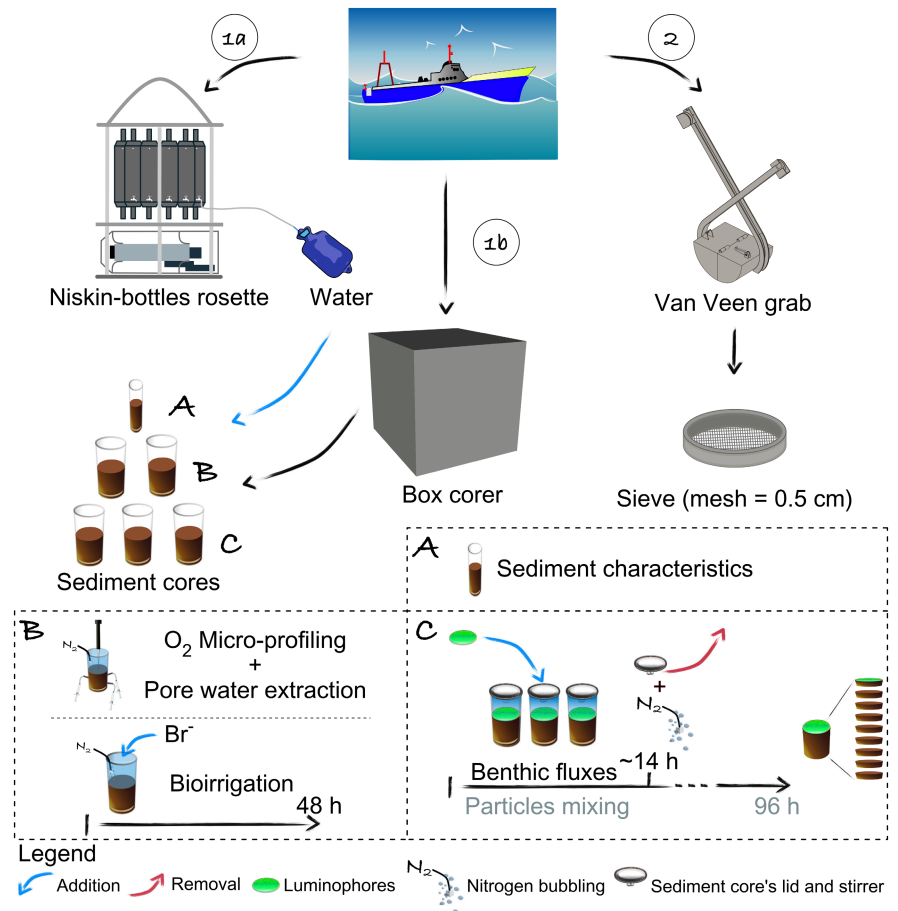 1a
2
1b
Niskin-bottles rosette
Water
Van Veen grab
A
B
C
Sediment cores
Box corer
Sieve (mesh = 0.5 cm)
A
Sediment characteristics
B
N2
O2 Micro-profiling
+
Pore water extraction
N2
Br-
Bioirrigation
48 h
C
+
N2
~14 h
Benthic fluxes
Particles mixing
96 h
Legend
Addition
Removal
Luminophores
N2
Nitrogen bubbling
Sediment core's lid and stirrer